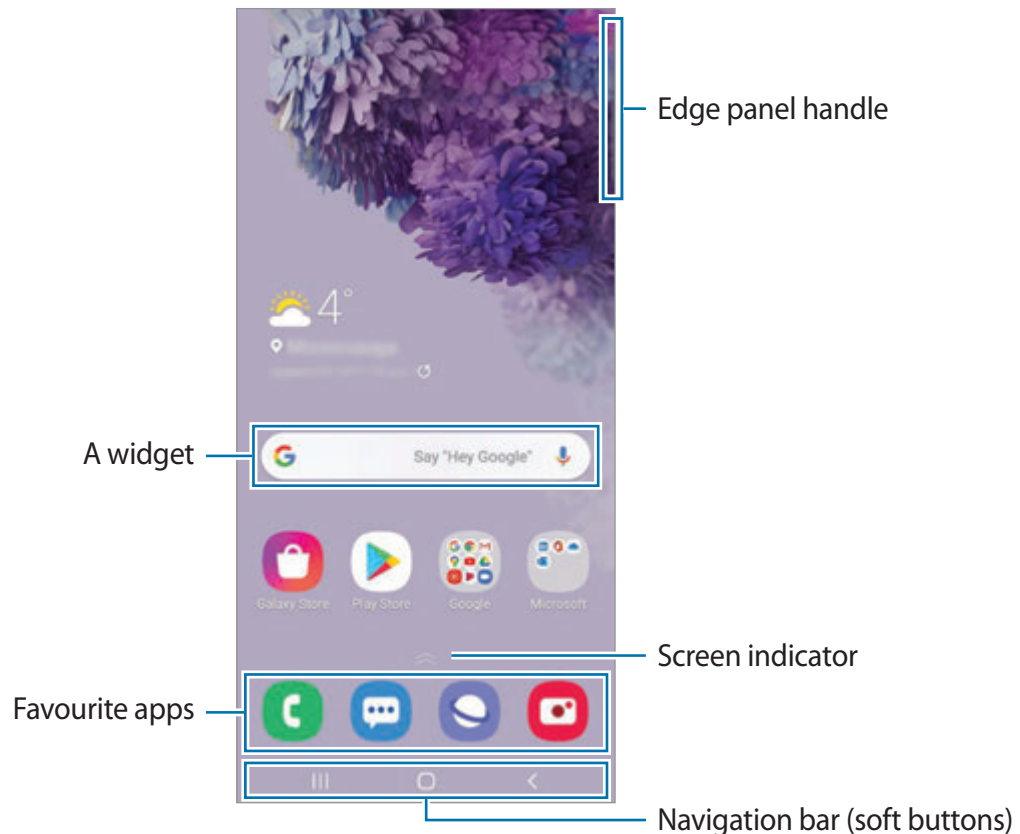 Edge panel handle
4°
A widget
Say "Hey Google"
Galaxy Store
Play Store
Google
Microsoft
Screen indicator
Favourite apps
Navigation bar (soft buttons)